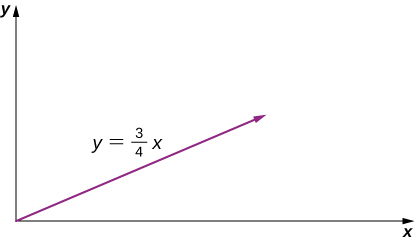 y
y = 3/4 x
x